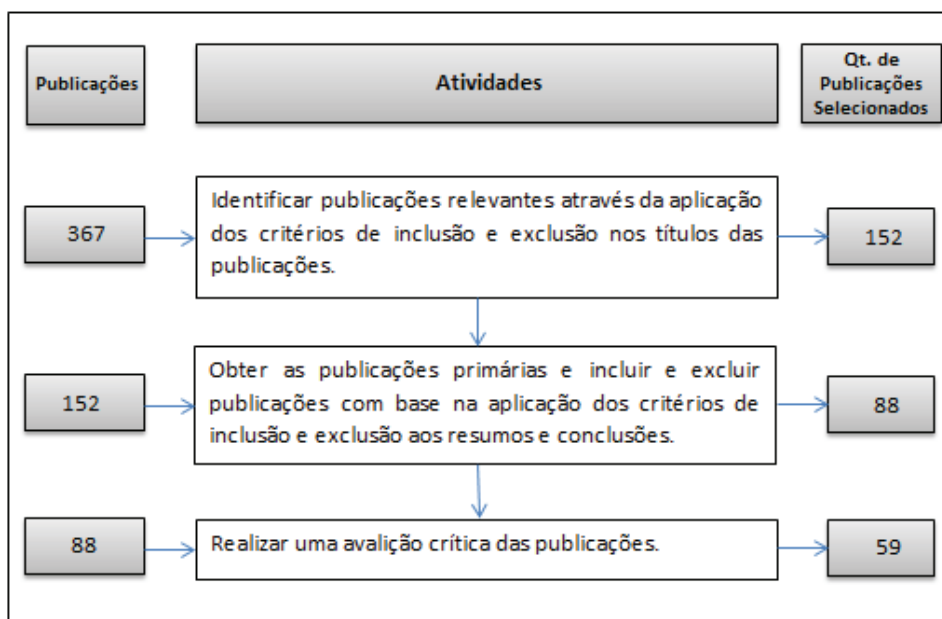 Publicações
Atividades
Qt. de
Publicações
Selecionados
367
Identificar publicações relevantes através da aplicação
dos critérios de inclusão e exclusão nos títulos das
publicações.
152
152
Obter as publicações primárias e incluir e excluir
publicações com base na aplicação dos critérios de
inclusão e exclusão aos resumos e conclusões.
88
88
Realizar uma avalição crítica das publicações.
59